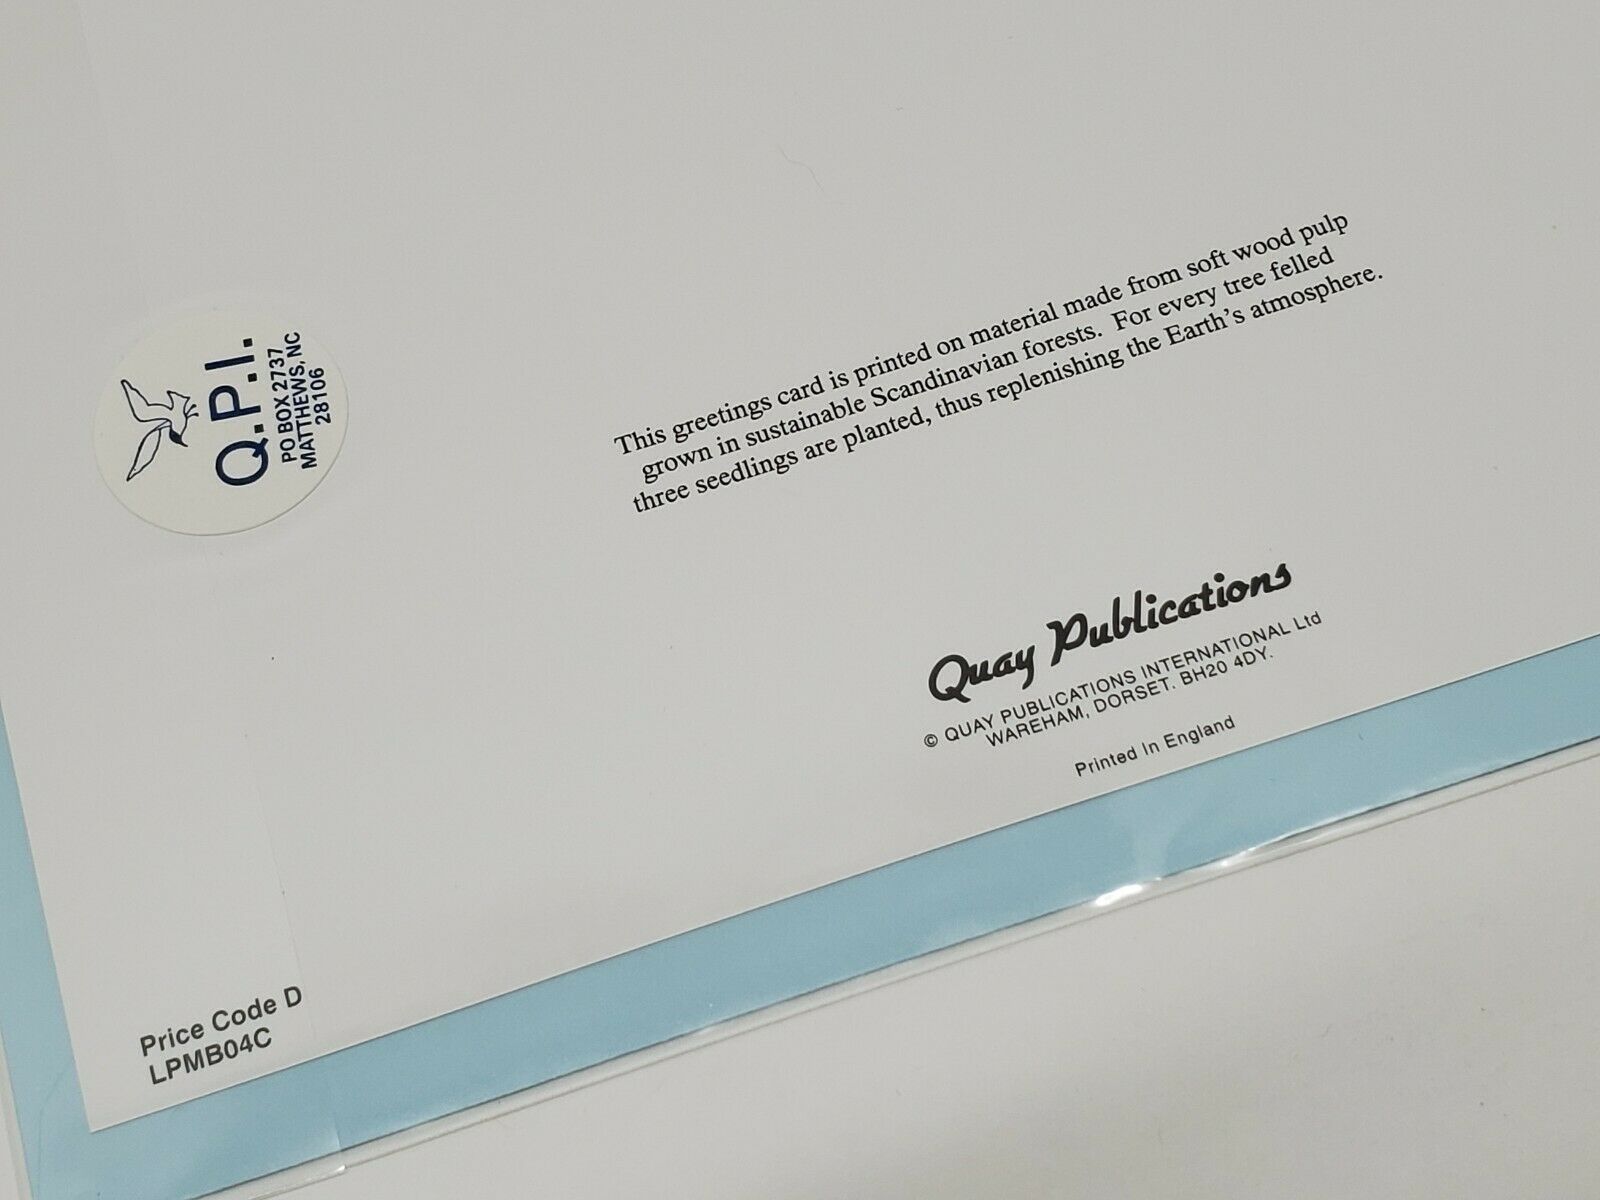 Q.P.I.
PO BOX 2737
MATTHEWS, NC
28106
This greetings card is printed on material made from soft wood pulp
grown in sustainable Scandinavian forests. For every tree felled
three seedlings are planted, thus replenishing the Earth's atmosphere.
Quay Publications
© QUAY PUBLICATIONS INTERNATIONAL Ltd
WAREHAM, DORSET. BH20 4DY.
Printed In England
Price Code D
LPMB04C